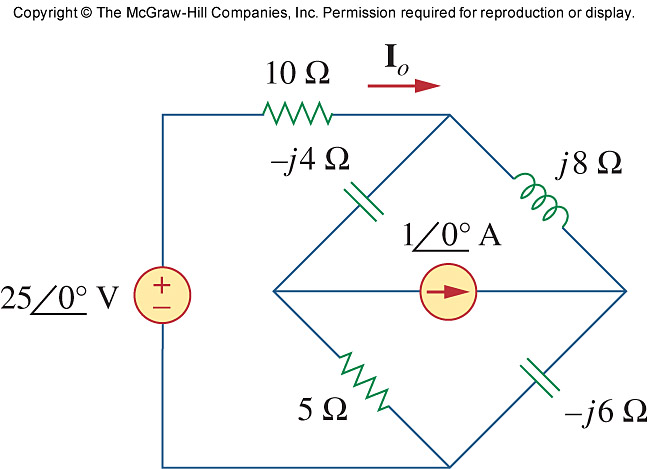 Copyright © The McGraw-Hill Companies, Inc. Permission required for reproduction or display.
10 Ω
I_o
–j4 Ω
j8 Ω
1∠0° A
25∠0° V
+
–
5 Ω
–j6 Ω